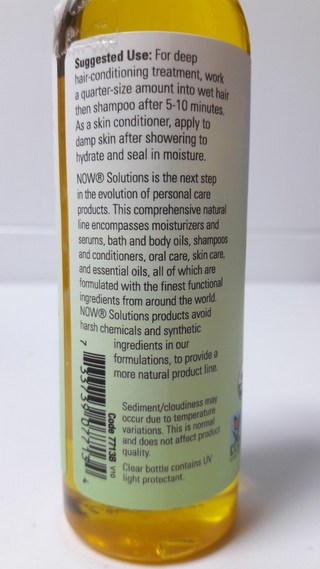 Suggested Use: For deep
hair-conditioning treatment, work
a quarter-size amount into wet hair
then shampoo after 5-10 minutes.
As a skin conditioner, apply to
damp skin after showering to
hydrate and seal in moisture.
NOW® Solutions is the next step
in the evolution of personal care
products. This comprehensive natural
line encompasses moisturizers and
serums, bath and body oils, shampoos
and conditioners, oral care, skin care,
and essential oils, all of which are
formulated with the finest functional
ingredients from around the world.
NOW® Solutions products avoid
harsh chemicals and synthetic
ingredients in our
formulations, to provide a
more natural product line.
Sediment/cloudiness may
occur due to temperature
variations. This is normal
and does not affect product
quality.
Clear bottle contains UV
light protectant.
Code 7713B V10